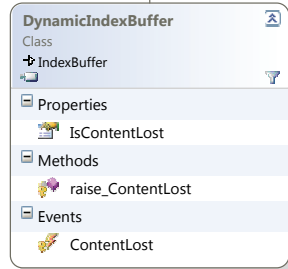 DynamicIndexBuffer
Class
IndexBuffer
Properties
IsContentLost
Methods
raise_ContentLost
Events
ContentLost